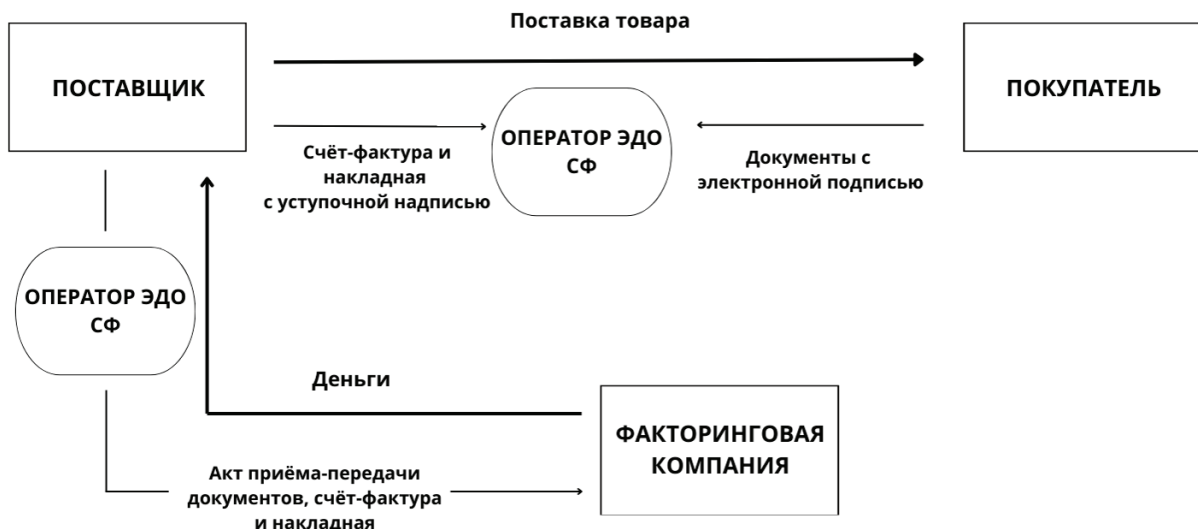 Поставка товара
ПОСТАВЩИК
ПОКУПАТЕЛЬ
ОПЕРАТОР ЭДО
СФ
Счёт-фактура и
накладная
с уступочной надписью
Документы с
электронной подписью
ОПЕРАТОР ЭДО
СФ
Деньги
ФАКТОРИНГОВАЯ
КОМПАНИЯ
Акт приёма-передачи
документов, счёт-фактура
и накладная